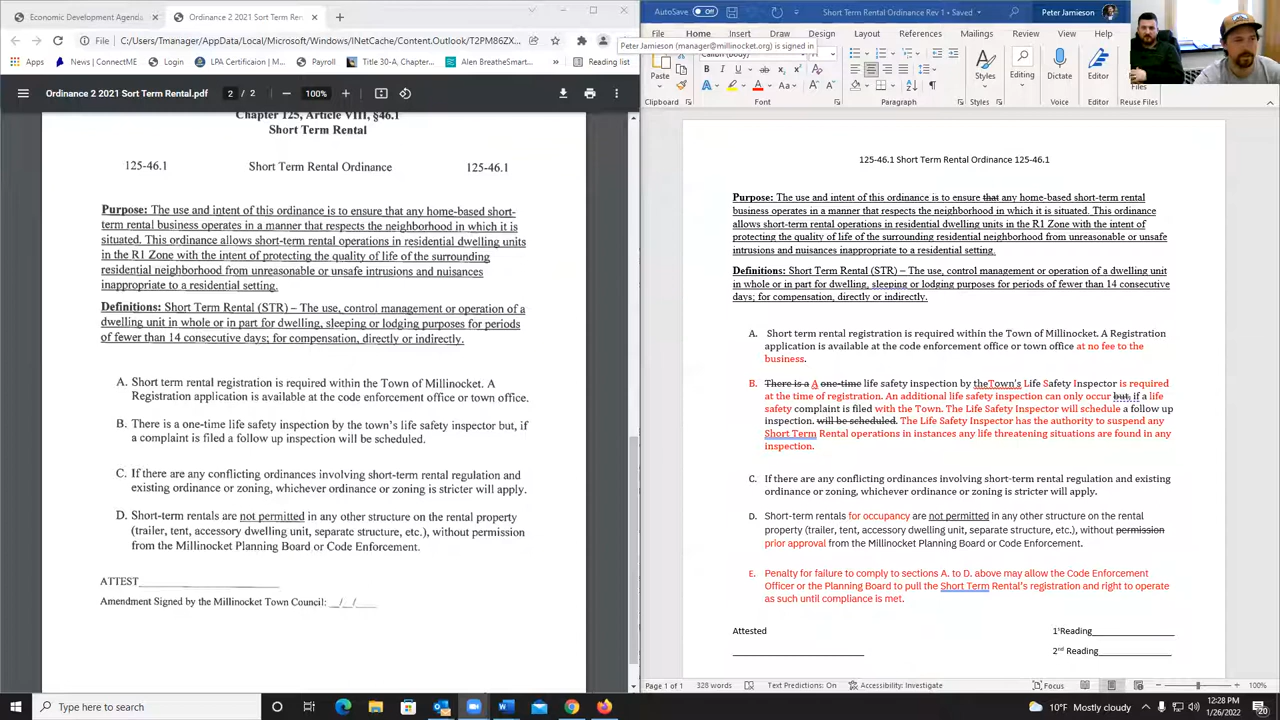 Economic Development Agenda
Ordinance 2 2021 Sort Term Ren
File
C:/Users/Tmanager/AppData/Local/Microsoft/Windows/INetCache/Content.Outlook/T2PM86ZX...
Apps
News | ConnectME
EI
LPA Certificaion
Payroll
Title 30-A, Chapter...
Alen BreatheSmart...
Reading list
Peter Jamieson (manager@millinocket.org) is signed in
Ordinance 2 2021 Sort Term Rental.pdf
2 / 2
100%
Chapter 125, Article VIII, §46.1
Short Term Rental
125-46.1 Short Term Rental Ordinance 125-46.1
Purpose: The use and intent of this ordinance is to ensure that any home-based short-
term rental business operates in a manner that respects the neighborhood in which it is
situated. This ordinance allows short-term rental operations in residential dwelling units
in the R1 Zone with the intent of protecting the quality of life of the surrounding
residential neighborhood from unreasonable or unsafe intrusions and nuisances
inappropriate to a residential setting.
Definitions: Short Term Rental (STR) – The use, control management or operation of a
dwelling unit in whole or in part for dwelling, sleeping or lodging purposes for periods
of fewer than 14 consecutive days; for compensation, directly or indirectly.
A. Short term rental registration is required within the Town of Millinocket. A
Registration application is available at the code enforcement office or town office.
B. There is a one-time life safety inspection by the town's life safety inspector but, if
a complaint is filed a follow up inspection will be scheduled.
C. If there are any conflicting ordinances involving short-term rental regulation and
existing ordinance or zoning, whichever ordinance or zoning is stricter will apply.
D. Short-term rentals are not permitted in any other structure on the rental property
(trailer, tent, accessory dwelling unit, separate structure, etc.), without permission
from the Millinocket Planning Board or Code Enforcement.
ATTEST____________________
Amendment Signed by the Millinocket Town Council: __/__/____
AutoSave Off
Short Term Rental Ordinance Rev 1 • Saved
Peter Jamieson
File
Home
Insert
Draw
Design
Layout
References
Mailings
Review
View
Paste
Styles
Editing
Dictate
Editor
Files
Clipboard
Font
Paragraph
Styles
Voice
Editor
Reuse Files
125-46.1 Short Term Rental Ordinance 125-46.1
Purpose: The use and intent of this ordinance is to ensure that any home-based short-term rental
business operates in a manner that respects the neighborhood in which it is situated. This ordinance
allows short-term rental operations in residential dwelling units in the R1 Zone with the intent of
protecting the quality of life of the surrounding residential neighborhood from unreasonable or unsafe
intrusions and nuisances inappropriate to a residential setting.
Definitions: Short Term Rental (STR) – The use, control management or operation of a dwelling unit
in whole or in part for dwelling, sleeping or lodging purposes for periods of fewer than 14 consecutive
days; for compensation, directly or indirectly.
A. Short term rental registration is required within the Town of Millinocket. A Registration
application is available at the code enforcement office or town office at no fee to the
business.
B. There is a A one-time life safety inspection by theTown's Life Safety Inspector is required
at the time of registration. An additional life safety inspection can only occur but, if a life
safety complaint is filed with the Town. The Life Safety Inspector will schedule a follow up
inspection. will be scheduled. The Life Safety Inspector has the authority to suspend any
Short Term Rental operations in instances any life threatening situations are found in any
inspection.
C. If there are any conflicting ordinances involving short-term rental regulation and existing
ordinance or zoning, whichever ordinance or zoning is stricter will apply.
D. Short-term rentals for occupancy are not permitted in any other structure on the rental
property (trailer, tent, accessory dwelling unit, separate structure, etc.), without permission
prior approval from the Millinocket Planning Board or Code Enforcement.
E. Penalty for failure to comply to sections A. to D. above may allow the Code Enforcement
Officer or the Planning Board to pull the Short Term Rental's registration and right to operate
as such until compliance is met.
Attested 1st Reading________________
____________________ 2nd Reading______________
Page 1 of 1
328 words
Text Predictions: On
Accessibility: Investigate
Focus
100%
Type here to search
10°F Mostly cloudy
12:28 PM
1/26/2022
20